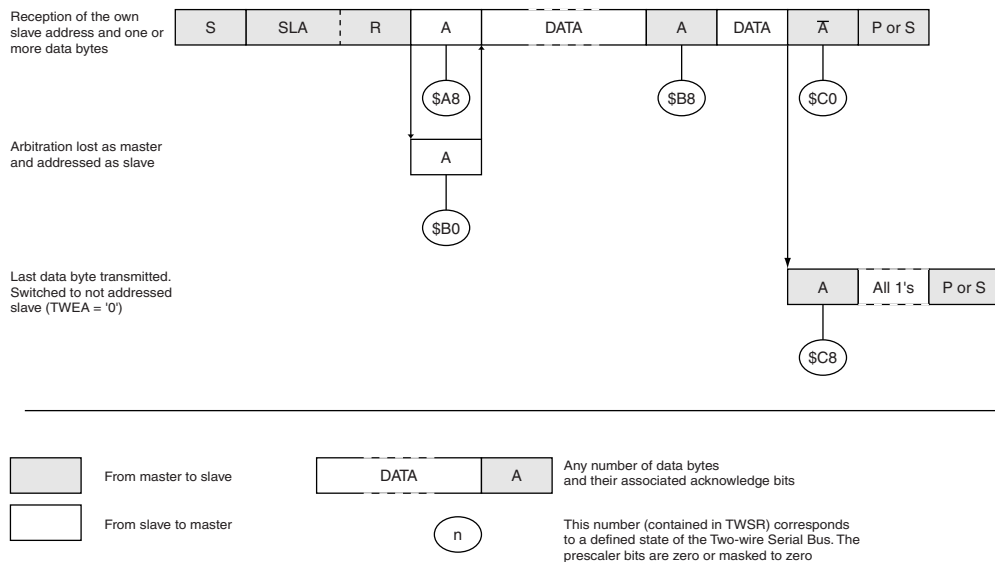 Reception of the own
slave address and one or
more data bytes
S SLA R A DATA A DATA A̅ P or S
$A8 $B8 $C0
Arbitration lost as master
and addressed as slave
A
$B0
Last data byte transmitted.
Switched to not addressed
slave (TWEA = '0')
A All 1's P or S
$C8
From master to slave
DATA A
Any number of data bytes
and their associated acknowledge bits
From slave to master
n
This number (contained in TWSR) corresponds
to a defined state of the Two-wire Serial Bus. The
prescaler bits are zero or masked to zero